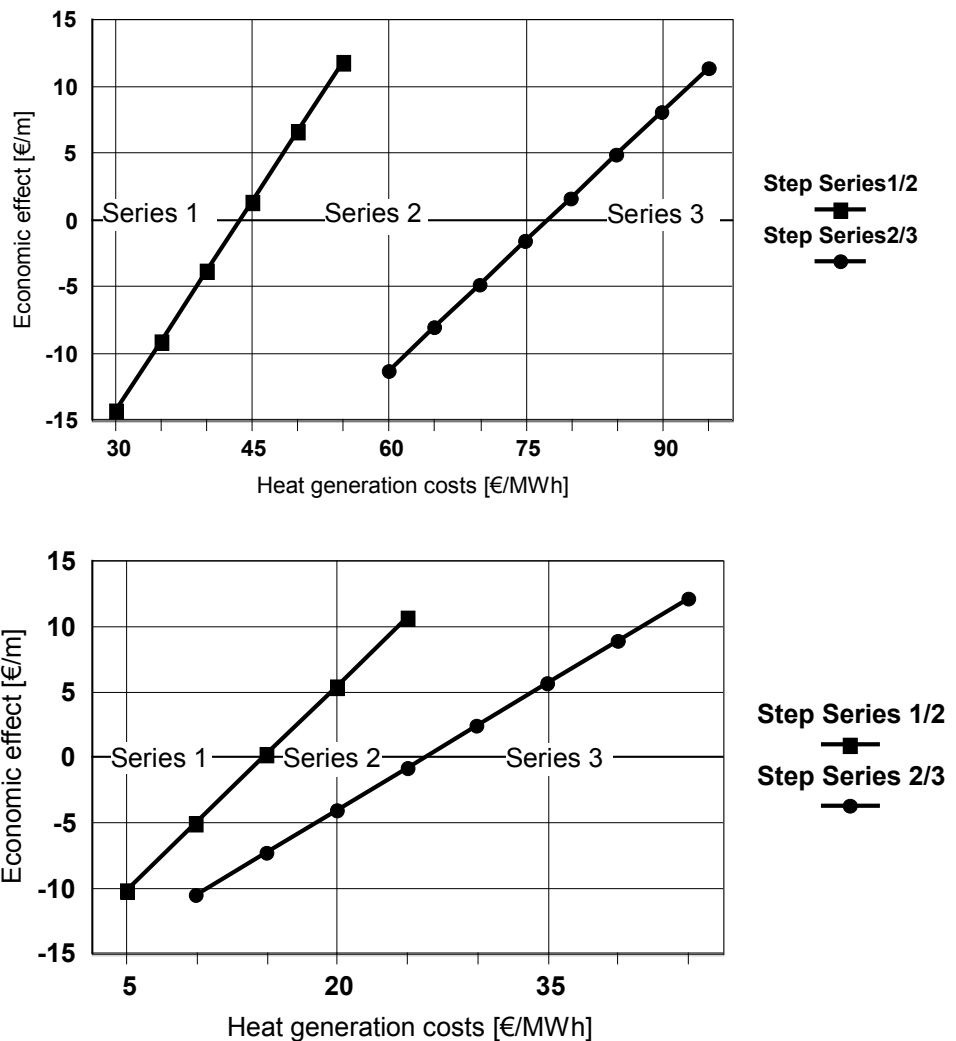 15
10
5
0
-5
-10
-15
Economic effect [€/m]
Series 1
Series 2
Series 3
30
45
60
75
90
Heat generation costs [€/MWh]
Step Series1/2
Step Series2/3
15
10
5
0
-5
-10
-15
Economic effect [€/m]
Series 1
Series 2
Series 3
5
20
35
Heat generation costs [€/MWh]
Step Series 1/2
Step Series 2/3